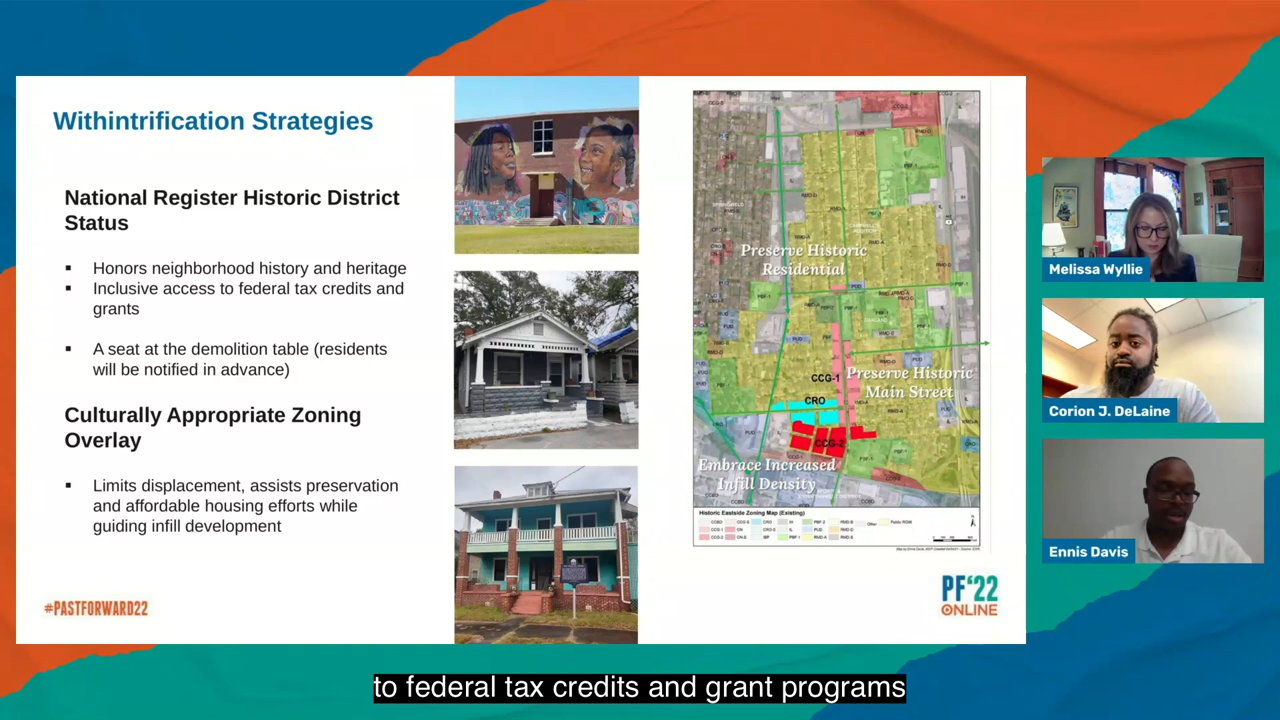 Withintrification Strategies
National Register Historic District
Status
▪ Honors neighborhood history and heritage
▪ Inclusive access to federal tax credits and
grants
▪ A seat at the demolition table (residents
will be notified in advance)
Culturally Appropriate Zoning
Overlay
▪ Limits displacement, assists preservation
and affordable housing efforts while
guiding infill development
#PASTFORWARD22
Preserve Historic
Residential
Preserve Historic
Main Street
CCG-1
CRO
CCG-2
Embrace Increased
Infill Density
Historic Eastside Zoning Map (Existing)
PF'22
ONLINE
Melissa Wyllie
Corion J. DeLaine
Ennis Davis
to federal tax credits and grant programs